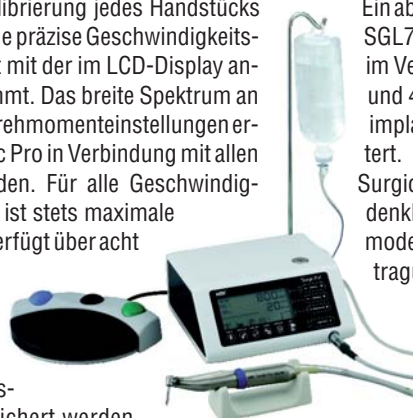 librierung jedes Handstücks
e präzise Geschwindigkeits-
t mit der im LCD-Display an-
mmt. Das breite Spektrum an
rehmomenteinstellungen er-
c Pro in Verbindung mit allen
den. Für alle Geschwindig-
ist stets maximale
erfügt über acht
s-
ichert werden
Ein ab
SGL7
im Ve
und 4
impla
tert.
Surgic
denkb
mode
tragu